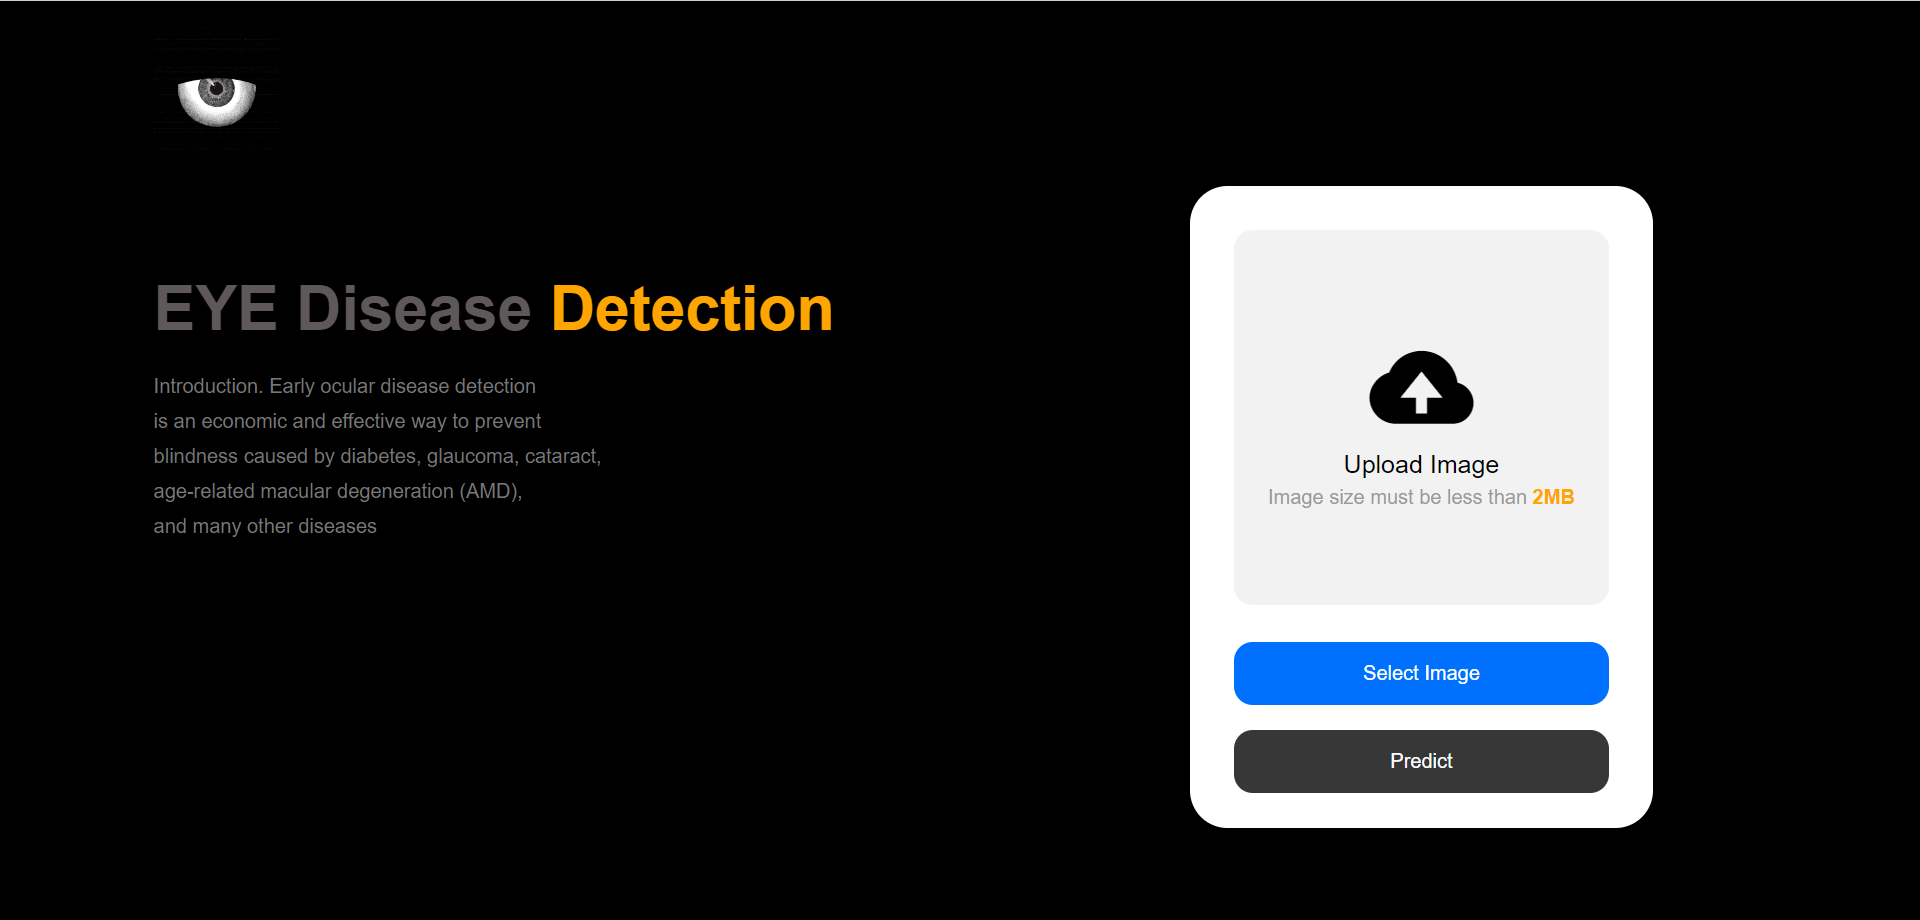 EYE Disease Detection
Introduction. Early ocular disease detection
is an economic and effective way to prevent
blindness caused by diabetes, glaucoma, cataract,
age-related macular degeneration (AMD),
and many other diseases
Upload Image
Image size must be less than 2MB
Select Image
Predict